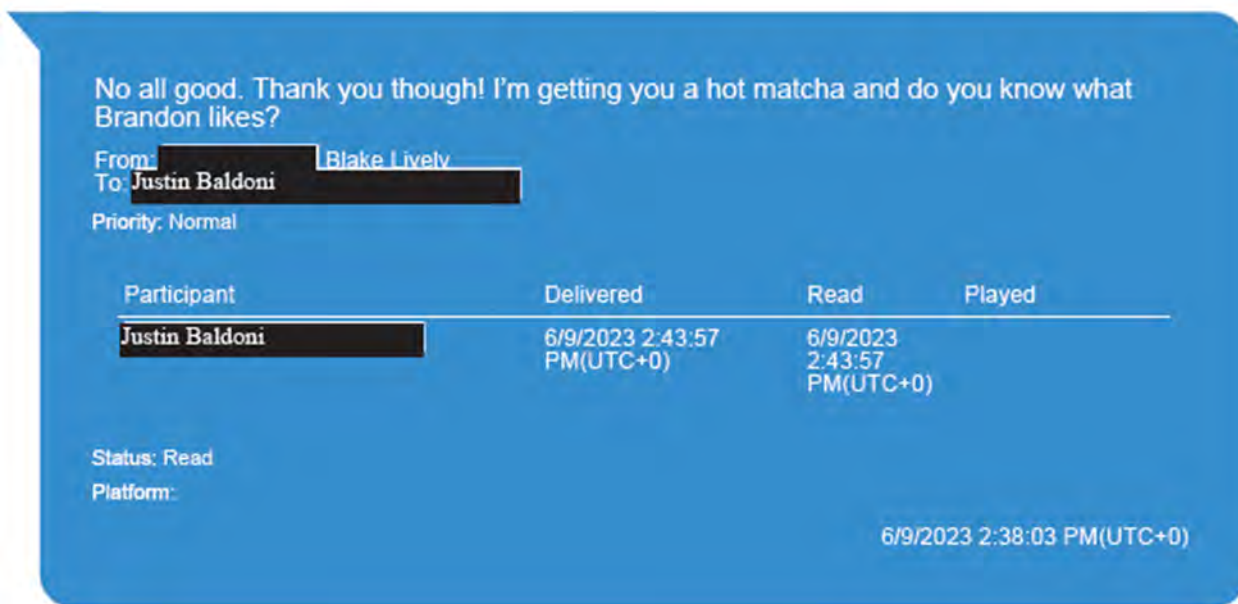 No all good. Thank you though! I'm getting you a hot matcha and do you know what
Brandon likes?
From: Blake Lively
To: Justin Baldoni
Priority: Normal
Participant Delivered Read Played
Justin Baldoni 6/9/2023 2:43:57 6/9/2023
PM(UTC+0) 2:43:57
PM(UTC+0)
Status: Read
Platform:
6/9/2023 2:38:03 PM(UTC+0)